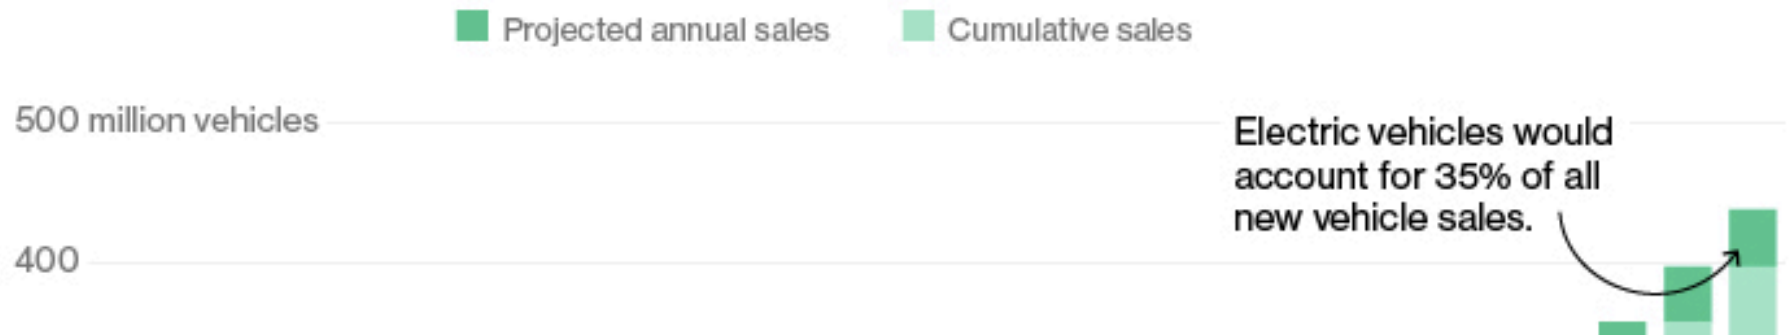 Projected annual sales
Cumulative sales
500 million vehicles
Electric vehicles would
account for 35% of all
new vehicle sales.
400